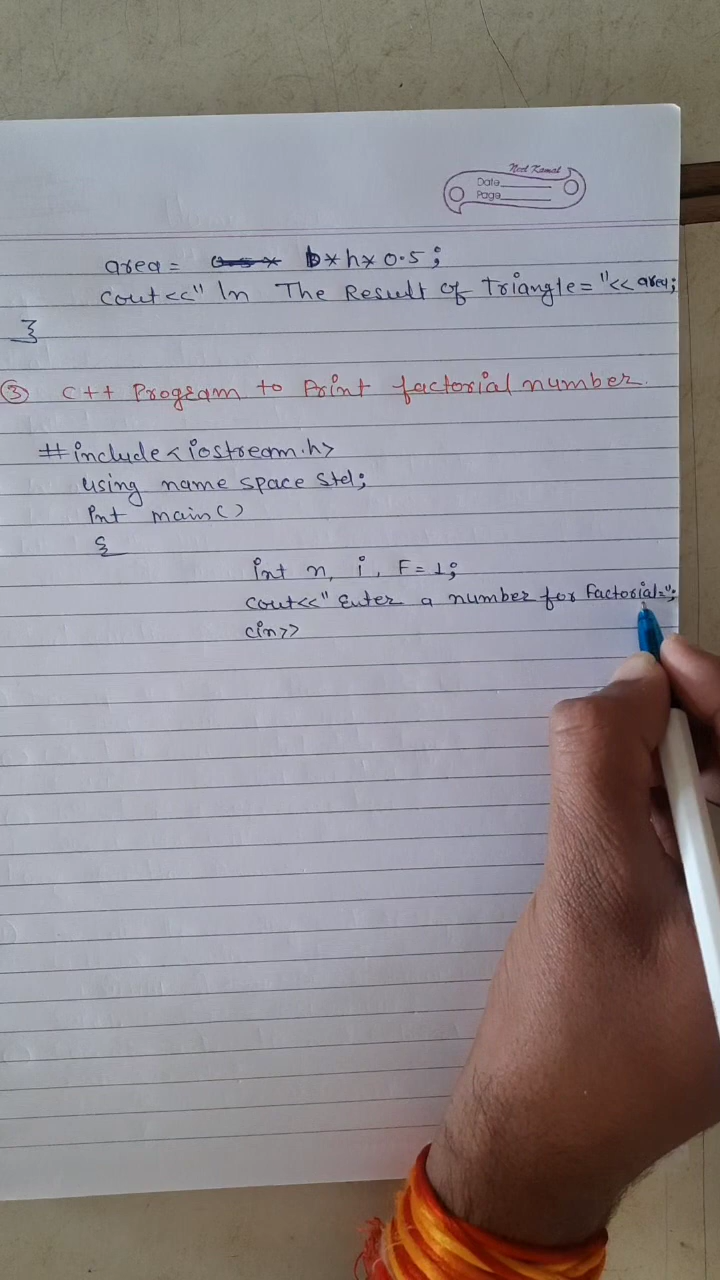 Neel Kamal
Date
Page
area = b * h * 0.5 ;
cout<<" In The Result of Triangle = "<< area;
}
③ C++ Program to Print factorial number.
#include <iostream.h>
using name space std;
Int main()
{
int n, i, F = 1;
cout<<" Enter a number for Factorial=";
cin>>